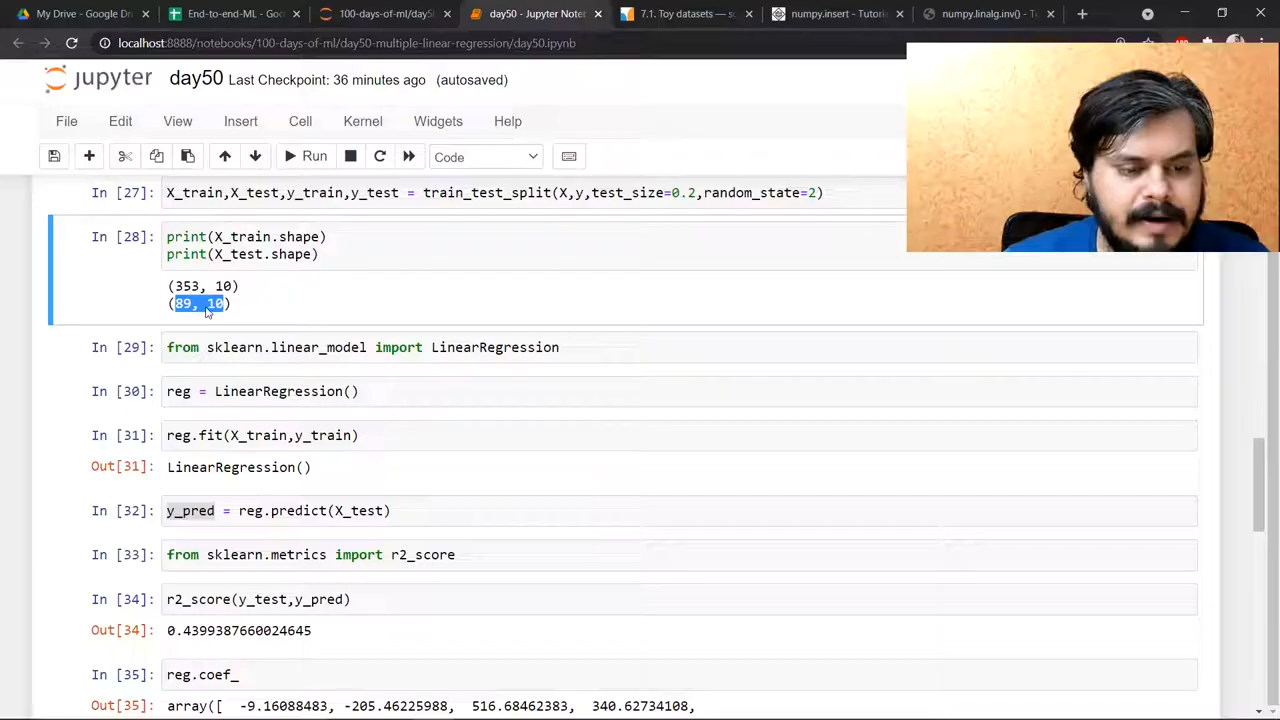 My Drive - Google Drive
End-to-end-ML - Google
100-days-of-ml/day50
day50 - Jupyter Note
7.1. Toy datasets —
numpy.insert - Tutoria
numpy.linalg.inv() - Te
localhost:8888/notebooks/100-days-of-ml/day50-multiple-linear-regression/day50.ipynb
jupyter day50 Last Checkpoint: 36 minutes ago (autosaved)
File Edit View Insert Cell Kernel Widgets Help
Run Code
In [27]: X_train,X_test,y_train,y_test = train_test_split(X,y,test_size=0.2,random_state=2)
In [28]: print(X_train.shape)
print(X_test.shape)
(353, 10)
(89, 10)
In [29]: from sklearn.linear_model import LinearRegression
In [30]: reg = LinearRegression()
In [31]: reg.fit(X_train,y_train)
Out[31]: LinearRegression()
In [32]: y_pred = reg.predict(X_test)
In [33]: from sklearn.metrics import r2_score
In [34]: r2_score(y_test,y_pred)
Out[34]: 0.4399387660024645
In [35]: reg.coef_
Out[35]: array([ -9.16088483, -205.46225988, 516.68462383, 340.62734108,